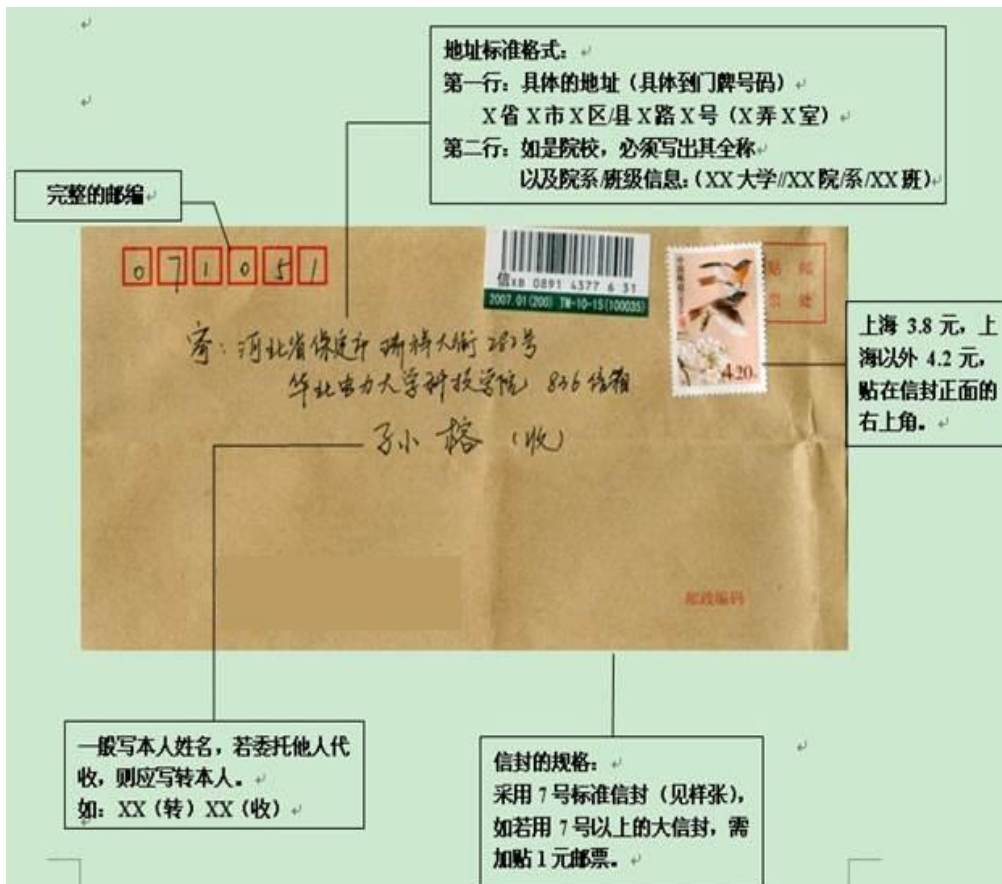 地址标准格式：
第一行：具体的地址（具体到门牌号码）
X省X市X区/县X路X号（X弄X室）
第二行：如是院校，必须写出其全称
以及院系/班级信息：（XX大学//XX院/系/XX班）
完整的邮编
071051
信XB 0891 4377 6 31
2007.01(200) TW-10-15(100035)
贴 邮
票 处
中国邮政
420
上海 3.8 元，上
海以外 4.2 元，
贴在信封正面的
右上角。
寄：河北省保定市 瑞祥大街 282号
华北电力大学科技学院 836信箱
孙小榕（收）
邮政编码
一般写本人姓名，若委托他人代
收，则应写转本人。
如：XX（转）XX（收）
信封的规格：
采用7号标准信封（见样张），
如若用7号以上的大信封，需
加贴1元邮票。